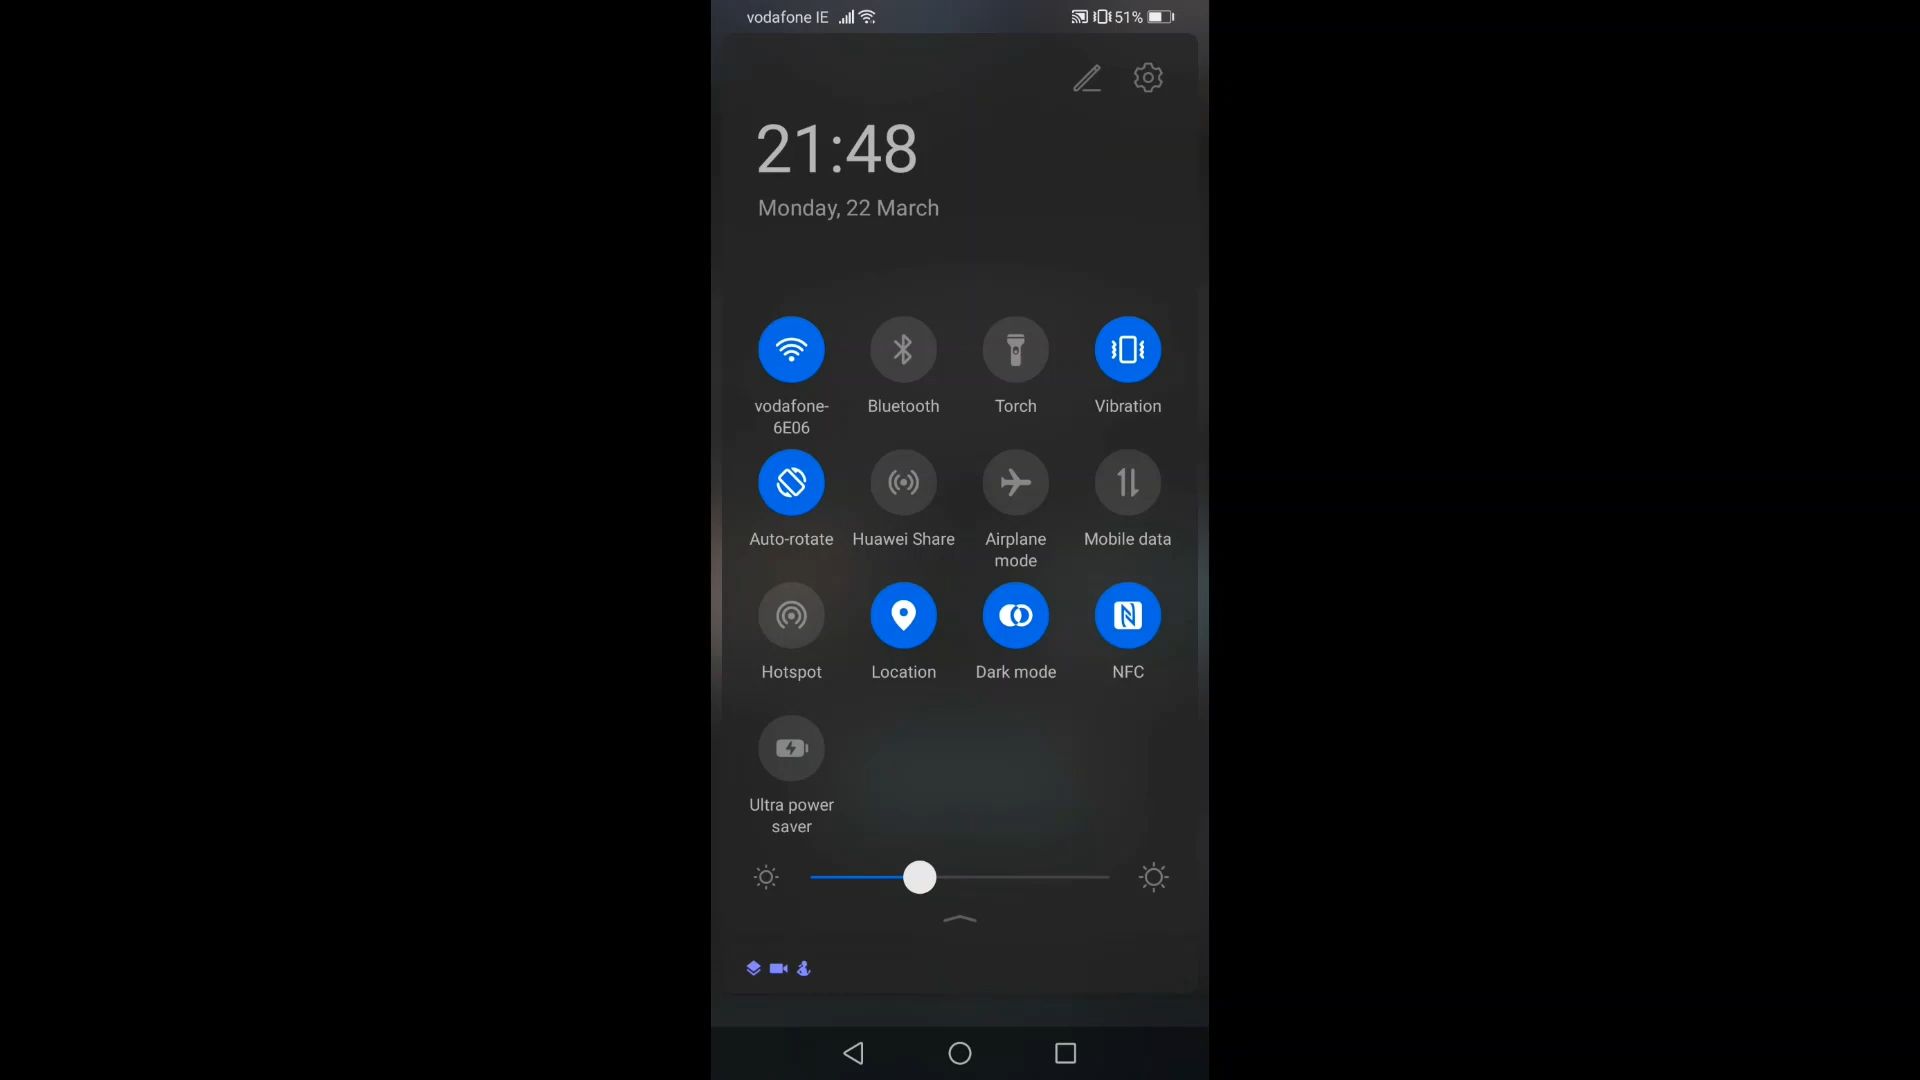 vodafone IE 51%
21:48
Monday, 22 March
vodafone-
6E06
Bluetooth
Torch
Vibration
Auto-rotate
Huawei Share
Airplane
mode
Mobile data
Hotspot
Location
Dark mode
NFC
Ultra power
saver